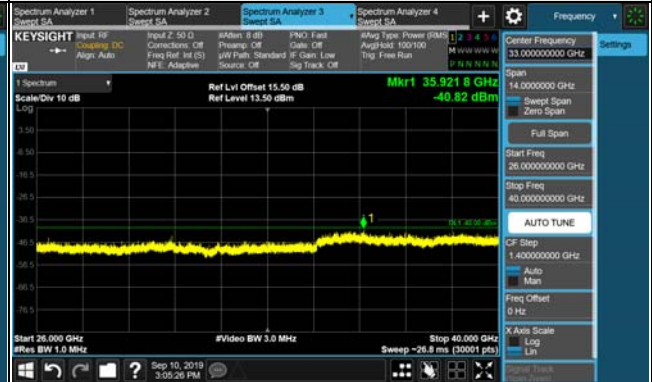 Spectrum Analyzer 1
Swept SA
Spectrum Analyzer 2
Swept SA
Spectrum Analyzer 3
Swept SA
Spectrum Analyzer 4
Swept SA
+
Frequency
KEYSIGHT
Input: RF
Coupling: DC
Align: Auto
Input Z: 50 Ω
Corrections: Off
Freq Ref: Int (S)
NFE: Adaptive
#Atten: 8 dB
Preamp: Off
µW Path: Standard
Source: Off
PNO: Fast
Gate: Off
IF Gain: Low
Sig Track: Off
#Avg Type: Power (RMS)
Avg|Hold: 100/100
Trig: Free Run
1 2 3 4 5 6
M W W W W W
P N N N N N
LXI
1 Spectrum
Scale/Div 10 dB
Log
Ref Lvl Offset 15.50 dB
Ref Level 13.50 dBm
Mkr1 35.921 8 GHz
-40.82 dBm
3.50
-6.50
-16.5
-26.5
-36.5
-46.5
-56.5
-66.5
-76.5
1
DL1 -40.00 dBm
Start 26.000 GHz
#Res BW 1.0 MHz
#Video BW 3.0 MHz
Stop 40.000 GHz
Sweep ~26.8 ms (30001 pts)
Center Frequency
33.000000000 GHz
Settings
Span
14.0000000 GHz
Swept Span
Zero Span
Full Span
Start Freq
26.000000000 GHz
Stop Freq
40.000000000 GHz
AUTO TUNE
CF Step
1.400000000 GHz
Auto
Man
Freq Offset
0 Hz
X Axis Scale
Log
Lin
Signal Track
(Span Zoom)
?
Sep 10, 2019
3:05:26 PM